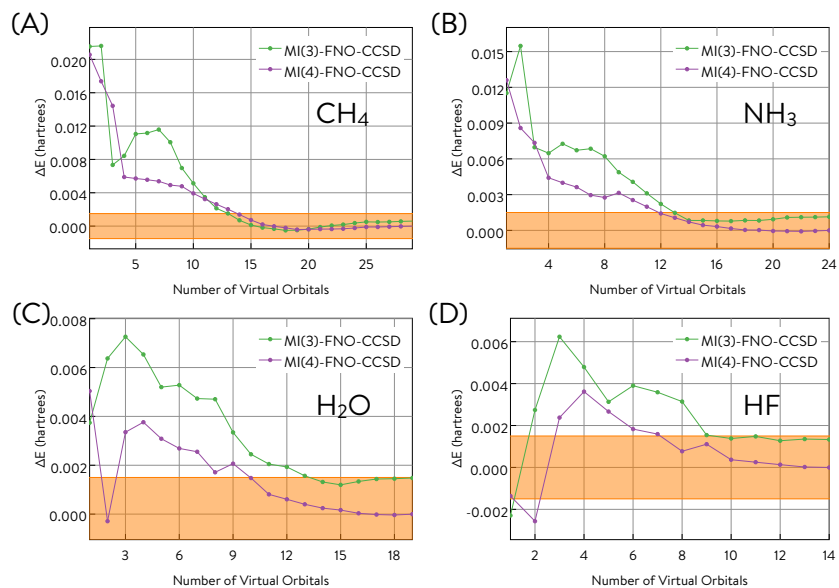 (A)
MI(3)-FNO-CCSD
MI(4)-FNO-CCSD
CH₄
ΔE (hartrees)
0.020
0.016
0.012
0.008
0.004
0.000
5 10 15 20 25
Number of Virtual Orbitals
(B)
MI(3)-FNO-CCSD
MI(4)-FNO-CCSD
NH₃
ΔE (hartrees)
0.015
0.012
0.009
0.006
0.003
0.000
4 8 12 16 20 24
Number of Virtual Orbitals
(C)
MI(3)-FNO-CCSD
MI(4)-FNO-CCSD
H₂O
ΔE (hartrees)
0.008
0.006
0.004
0.002
0.000
3 6 9 12 15 18
Number of Virtual Orbitals
(D)
MI(3)-FNO-CCSD
MI(4)-FNO-CCSD
HF
ΔE (hartrees)
0.006
0.004
0.002
0.000
-0.002
2 4 6 8 10 12 14
Number of Virtual Orbitals